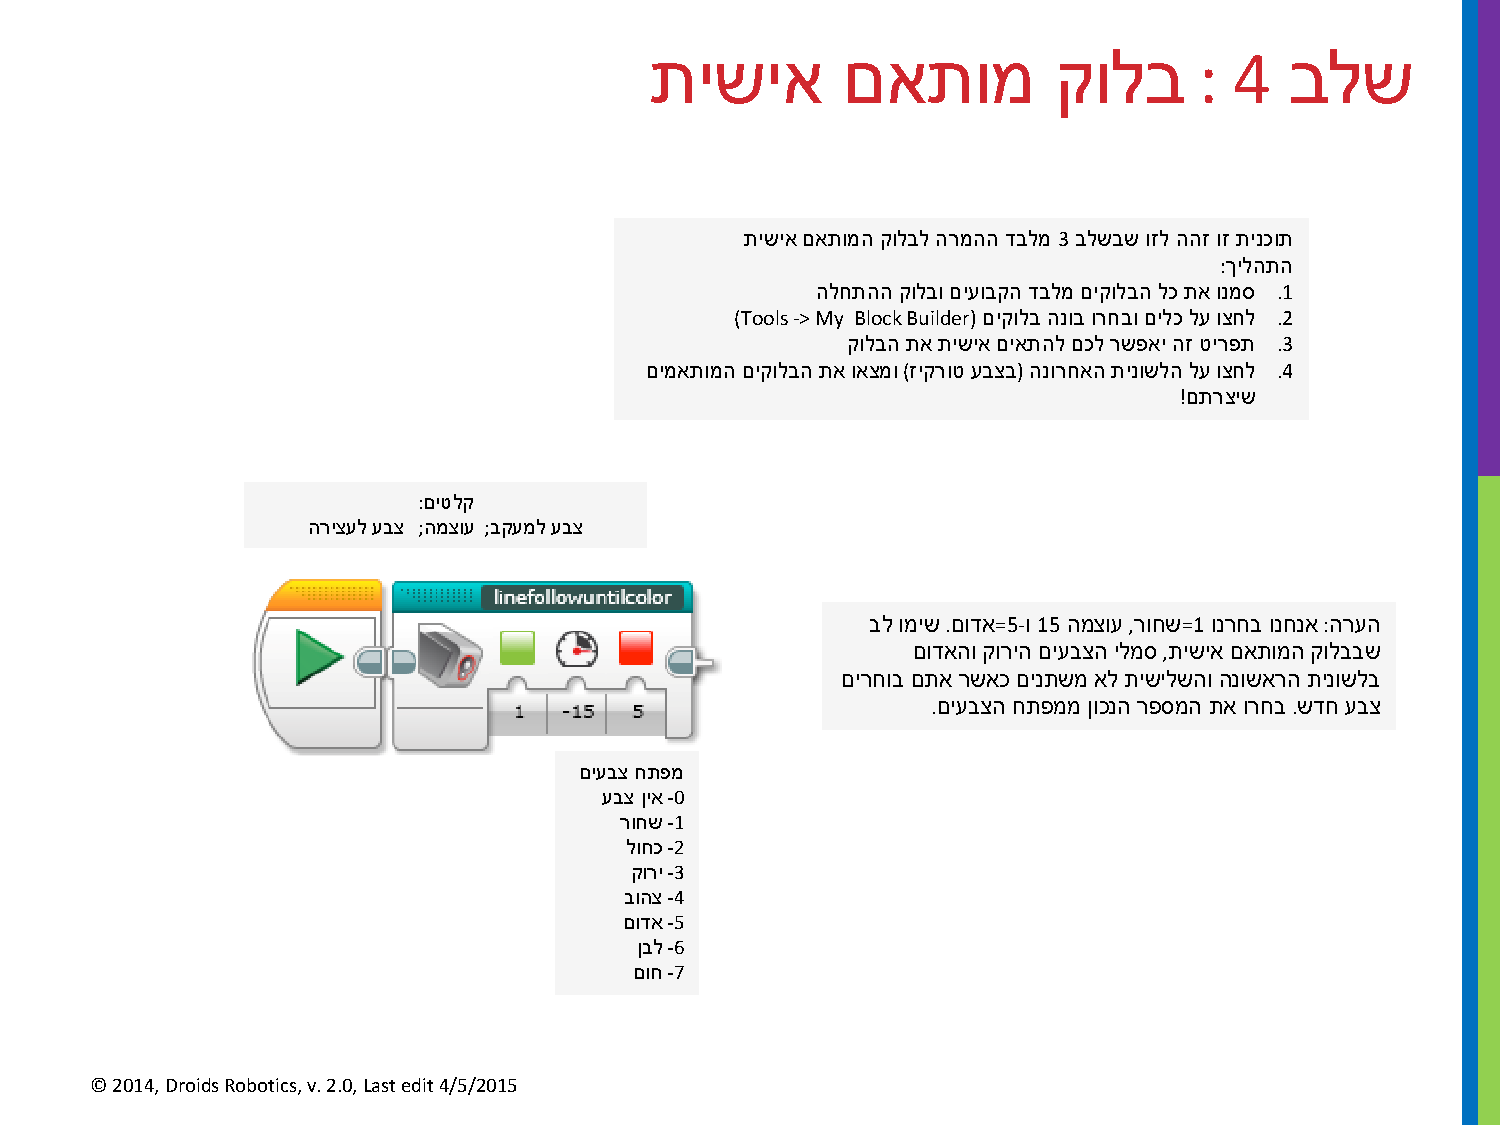 שלב 4 : בלוק מותאם אישית
תוכנית זו זהה לזו שבשלב 3 מלבד ההמרה לבלוק המותאם אישית
התהליך:
1. סמנו את כל הבלוקים מלבד הקבועים ובלוק ההתחלה
2. לחצו על כלים ובחרו בונה בלוקים (Tools -> My Block Builder)
3. תפריט זה יאפשר לכם להתאים אישית את הבלוק
4. לחצו על הלשונית האחרונה (בצבע טורקיז) ומצאו את הבלוקים המותאמים
שיצרתם!
קלטים:
צבע למעקב; עוצמה; צבע לעצירה
linefollowuntilcolor
1 -15 5
הערה: אנחנו בחרנו 1=שחור, עוצמה 15 ו-5=אדום. שימו לב
שבבלוק המותאם אישית, סמלי הצבעים הירוק והאדום
בלשונית הראשונה והשלישית לא משתנים כאשר אתם בוחרים
צבע חדש. בחרו את המספר הנכון ממפתח הצבעים.
מפתח צבעים
0- אין צבע
1- שחור
2- כחול
3- ירוק
4- צהוב
5- אדום
6- לבן
7- חום
© 2014, Droids Robotics, v. 2.0, Last edit 4/5/2015